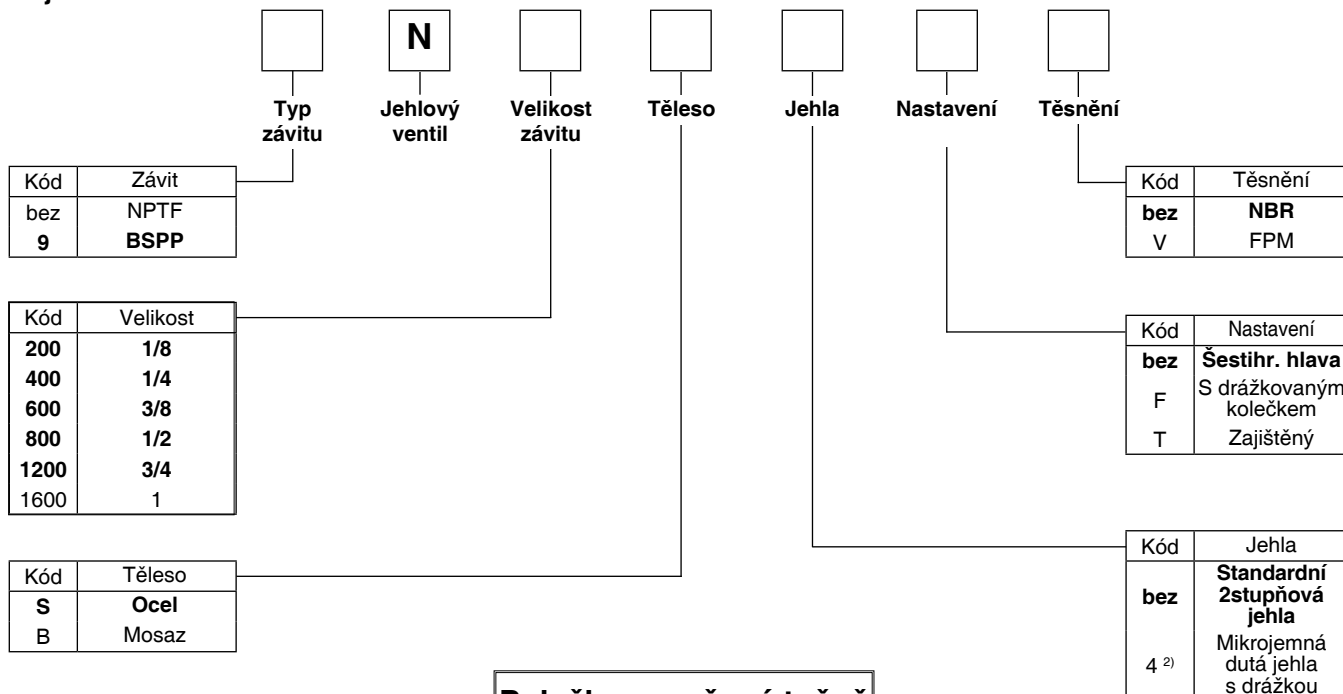 N
Typ závitu
Jehlový ventil
Velikost závitu
Těleso
Jehla
Nastavení
Těsnění
Kód Závit
bez NPTF
9 BSPP
Kód Velikost
200 1/8
400 1/4
600 3/8
800 1/2
1200 3/4
1600 1
Kód Těleso
S Ocel
B Mosaz
Kód Těsnění
bez NBR
V FPM
Kód Nastavení
bez Šestihr. hlava
F S drážkovaným kolečkem
T Zajištěný
Kód Jehla
bez Standardní 2stupňová jehla
4 2) Mikrojemná dutá jehla s drážkou